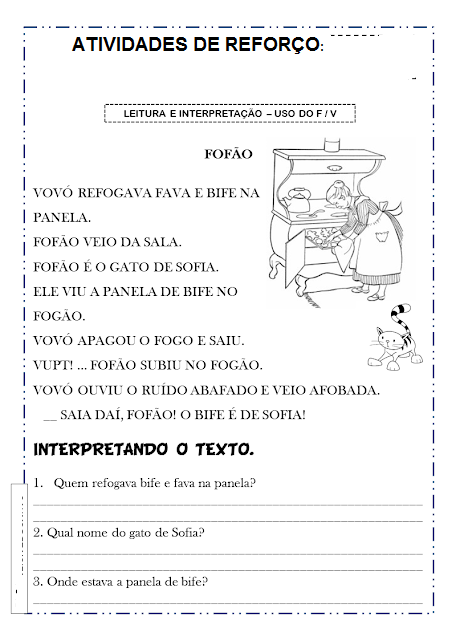 ATIVIDADES DE REFORÇO:
LEITURA E INTERPRETAÇÃO – USO DO F / V
FOFÃO
VOVÓ REFOGAVA FAVA E BIFE NA
PANELA.
FOFÃO VEIO DA SALA.
FOFÃO É O GATO DE SOFIA.
ELE VIU A PANELA DE BIFE NO
FOGÃO.
VOVÓ APAGOU O FOGO E SAIU.
VUPT! ... FOFÃO SUBIU NO FOGÃO.
VOVÓ OUVIU O RUÍDO ABAFADO E VEIO AFOBADA.
__ SAIA DAÍ, FOFÃO! O BIFE É DE SOFIA!
INTERPRETANDO O TEXTO.
1. Quem refogava bife e fava na panela?
2. Qual nome do gato de Sofia?
3. Onde estava a panela de bife?